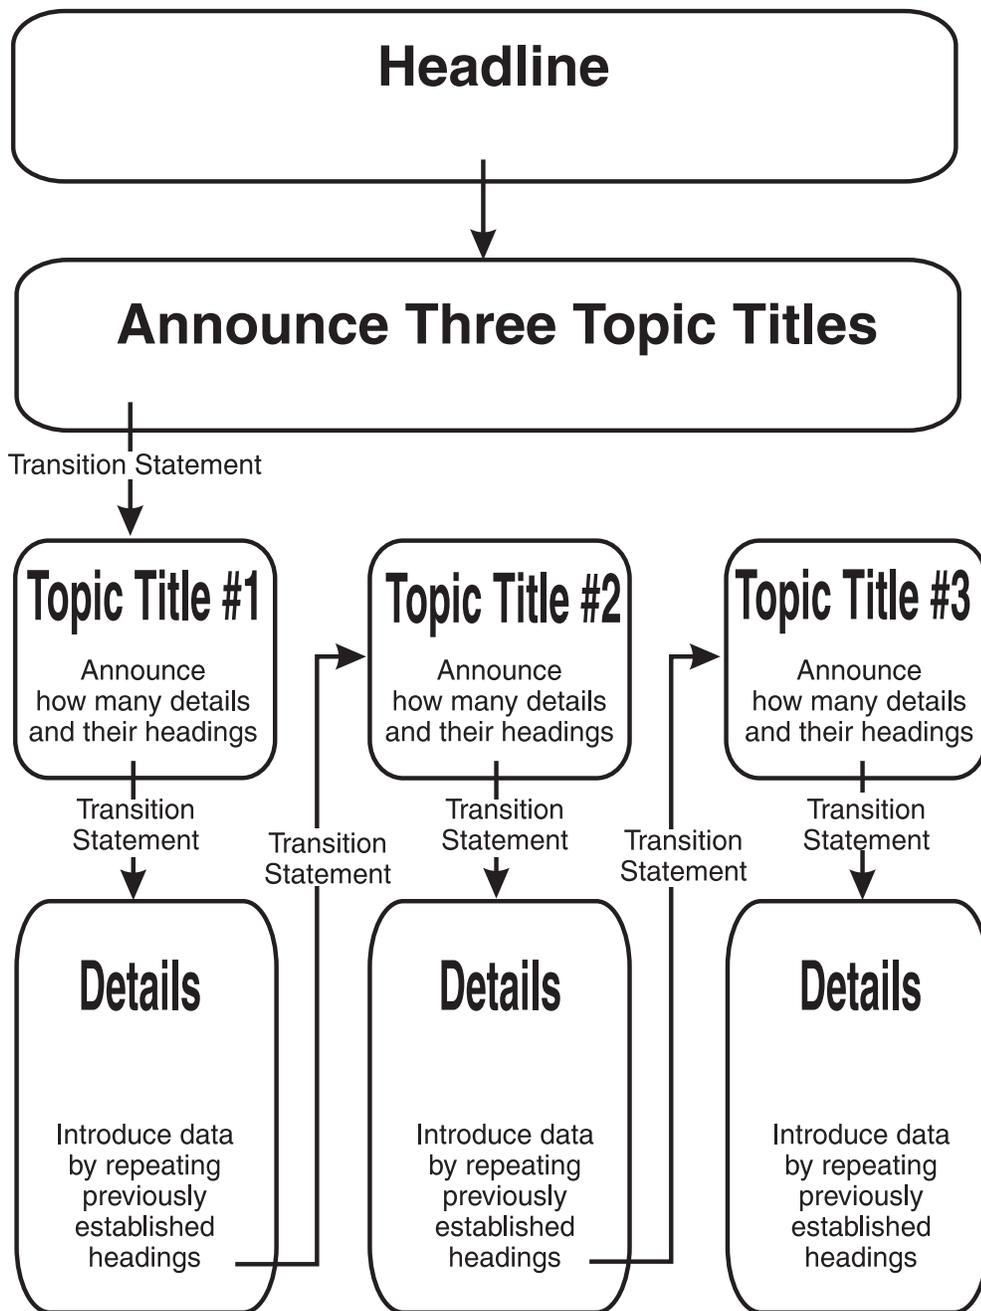 Headline
Announce Three Topic Titles
Transition Statement
Topic Title #1
Announce
how many details
and their headings
Transition
Statement
Details
Introduce data
by repeating
previously
established
headings
Transition
Statement
Topic Title #2
Announce
how many details
and their headings
Transition
Statement
Details
Introduce data
by repeating
previously
established
headings
Transition
Statement
Topic Title #3
Announce
how many details
and their headings
Transition
Statement
Details
Introduce data
by repeating
previously
established
headings